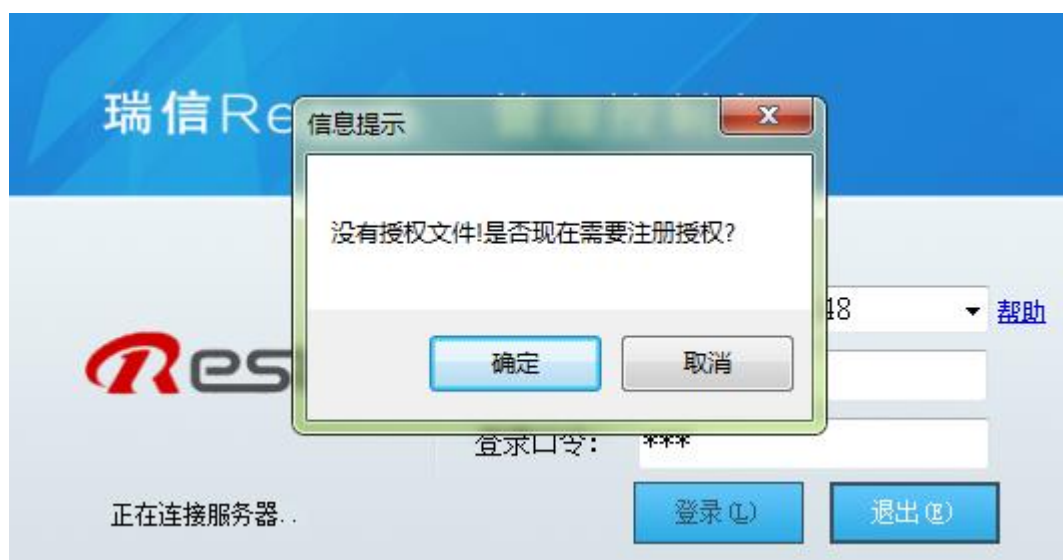 瑞信Re
信息提示
没有授权文件!是否现在需要注册授权?
48
帮助
确定
取消
Res
登录口令:
***
正在连接服务器..
登录(L)
退出(E)